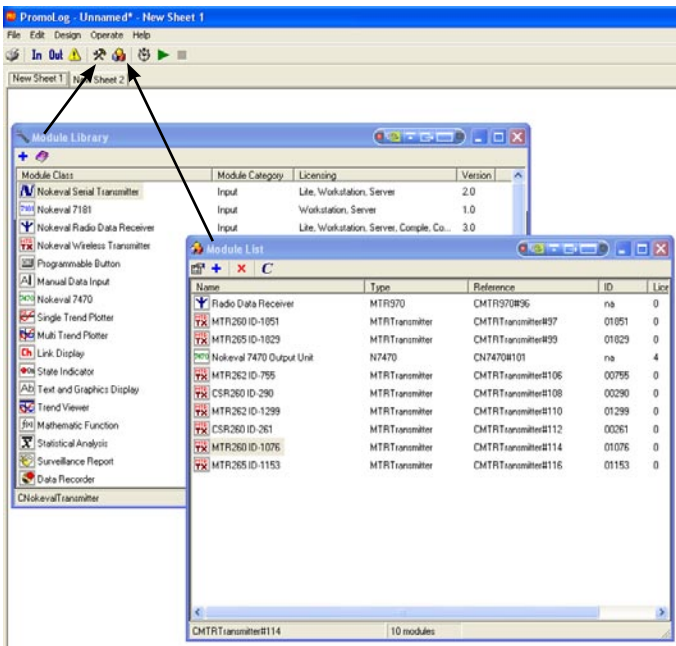 PromoLog - Unnamed* - New Sheet 1
File Edit Design Operate Help
In Out
New Sheet 1 New Sheet 2
Module Library
Module Class Module Category Licensing Version
Nokeval Serial Transmitter Input Lite, Workstation, Server 2.0
Nokeval 7181 Input Workstation, Server 1.0
Nokeval Radio Data Receiver Input Lite, Workstation, Server, Comple, Co... 3.0
Nokeval Wireless Transmitter
Programmable Button
Manual Data Input
Nokeval 7470
Single Trend Plotter
Multi Trend Plotter
Link Display
State Indicator
Text and Graphics Display
Trend Viewer
Mathematic Function
Statistical Analysis
Surveillance Report
Data Recorder
CNokevalTransmitter
Module List
C
Name Type Reference ID Lice
Radio Data Receiver MTR970 CMTR970#96 na 0
MTR260 ID-1051 MTRTransmitter CMTRTransmitter#97 01051 0
MTR265 ID-1829 MTRTransmitter CMTRTransmitter#99 01829 0
Nokeval 7470 Output Unit N7470 CN7470#101 na 4
MTR262 ID-755 MTRTransmitter CMTRTransmitter#106 00755 0
CSR260 ID-290 MTRTransmitter CMTRTransmitter#108 00290 0
MTR262 ID-1299 MTRTransmitter CMTRTransmitter#110 01299 0
CSR260 ID-261 MTRTransmitter CMTRTransmitter#112 00261 0
MTR260 ID-1076 MTRTransmitter CMTRTransmitter#114 01076 0
MTR265 ID-1153 MTRTransmitter CMTRTransmitter#116 01153 0
CMTRTransmitter#114 10 modules